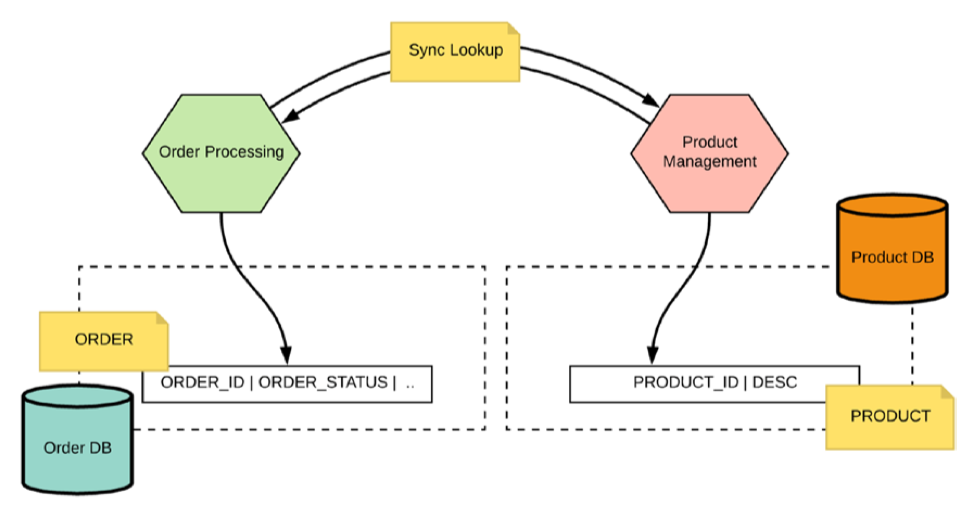 Sync Lookup
Order Processing
Product
Management
Product DB
ORDER
ORDER_ID | ORDER_STATUS | ..
PRODUCT_ID | DESC
PRODUCT
Order DB